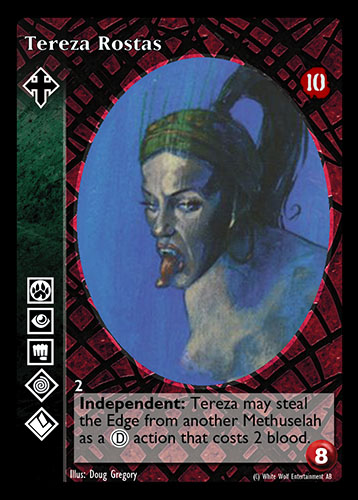 Tereza Rostas
10
2
Independent: Tereza may steal
the Edge from another Methuselah
as a D action that costs 2 blood.
8
Illus: Doug Gregory
(C) White Wolf Entertainment AB